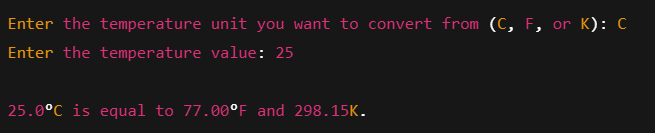 Enter the temperature unit you want to convert from (C, F, or K): C
Enter the temperature value: 25
25.0°C is equal to 77.00°F and 298.15K.